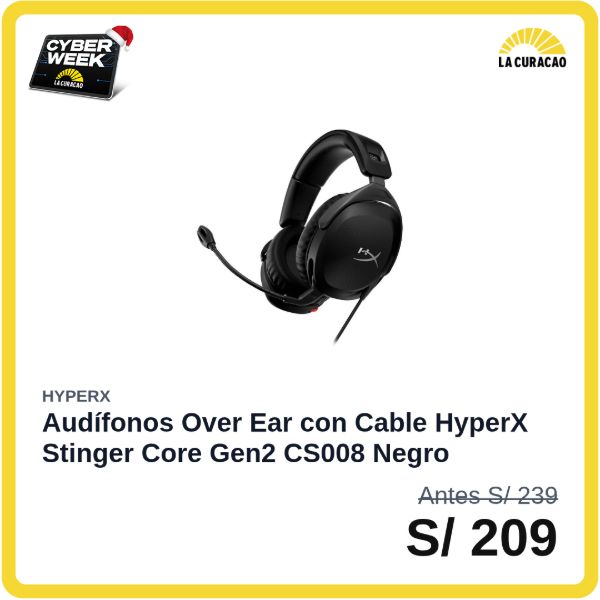 CYBER
WEEK
LA CURACAO
LA CURACAO
HX
HYPERX
Audífonos Over Ear con Cable HyperX
Stinger Core Gen2 CS008 Negro
Antes S/ 239
S/ 209